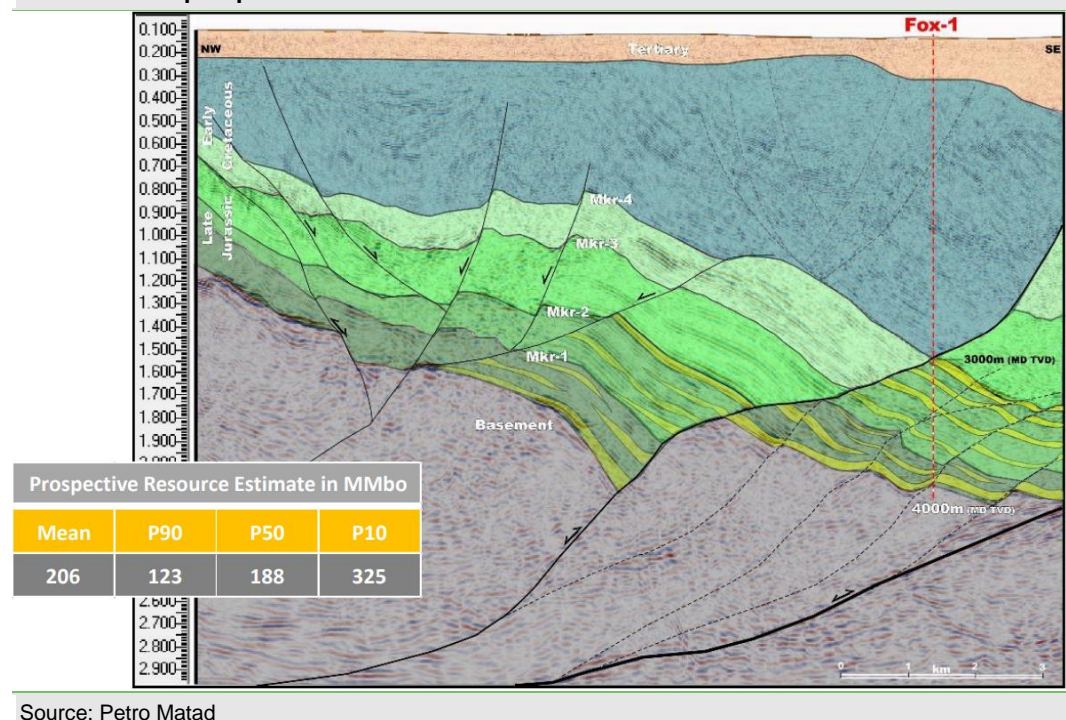 Fox-1
0.100
0.200
0.300
0.400
0.500
0.600
0.700
0.800
0.900
1.000
1.100
1.200
1.300
1.400
1.500
1.600
1.700
1.800
1.900
NW
SE
Tertiary
Early
Cretaceous
Late
Jurassic
Mkr-4
Mkr-3
Mkr-2
Mkr-1
3000m (MD TVD)
Basement
4000m (MD TVD)
Prospective Resource Estimate in MMbo
Mean P90 P50 P10
206 123 188 325
2.600
2.700
2.800
2.900
0 1 2 3
km
Source: Petro Matad